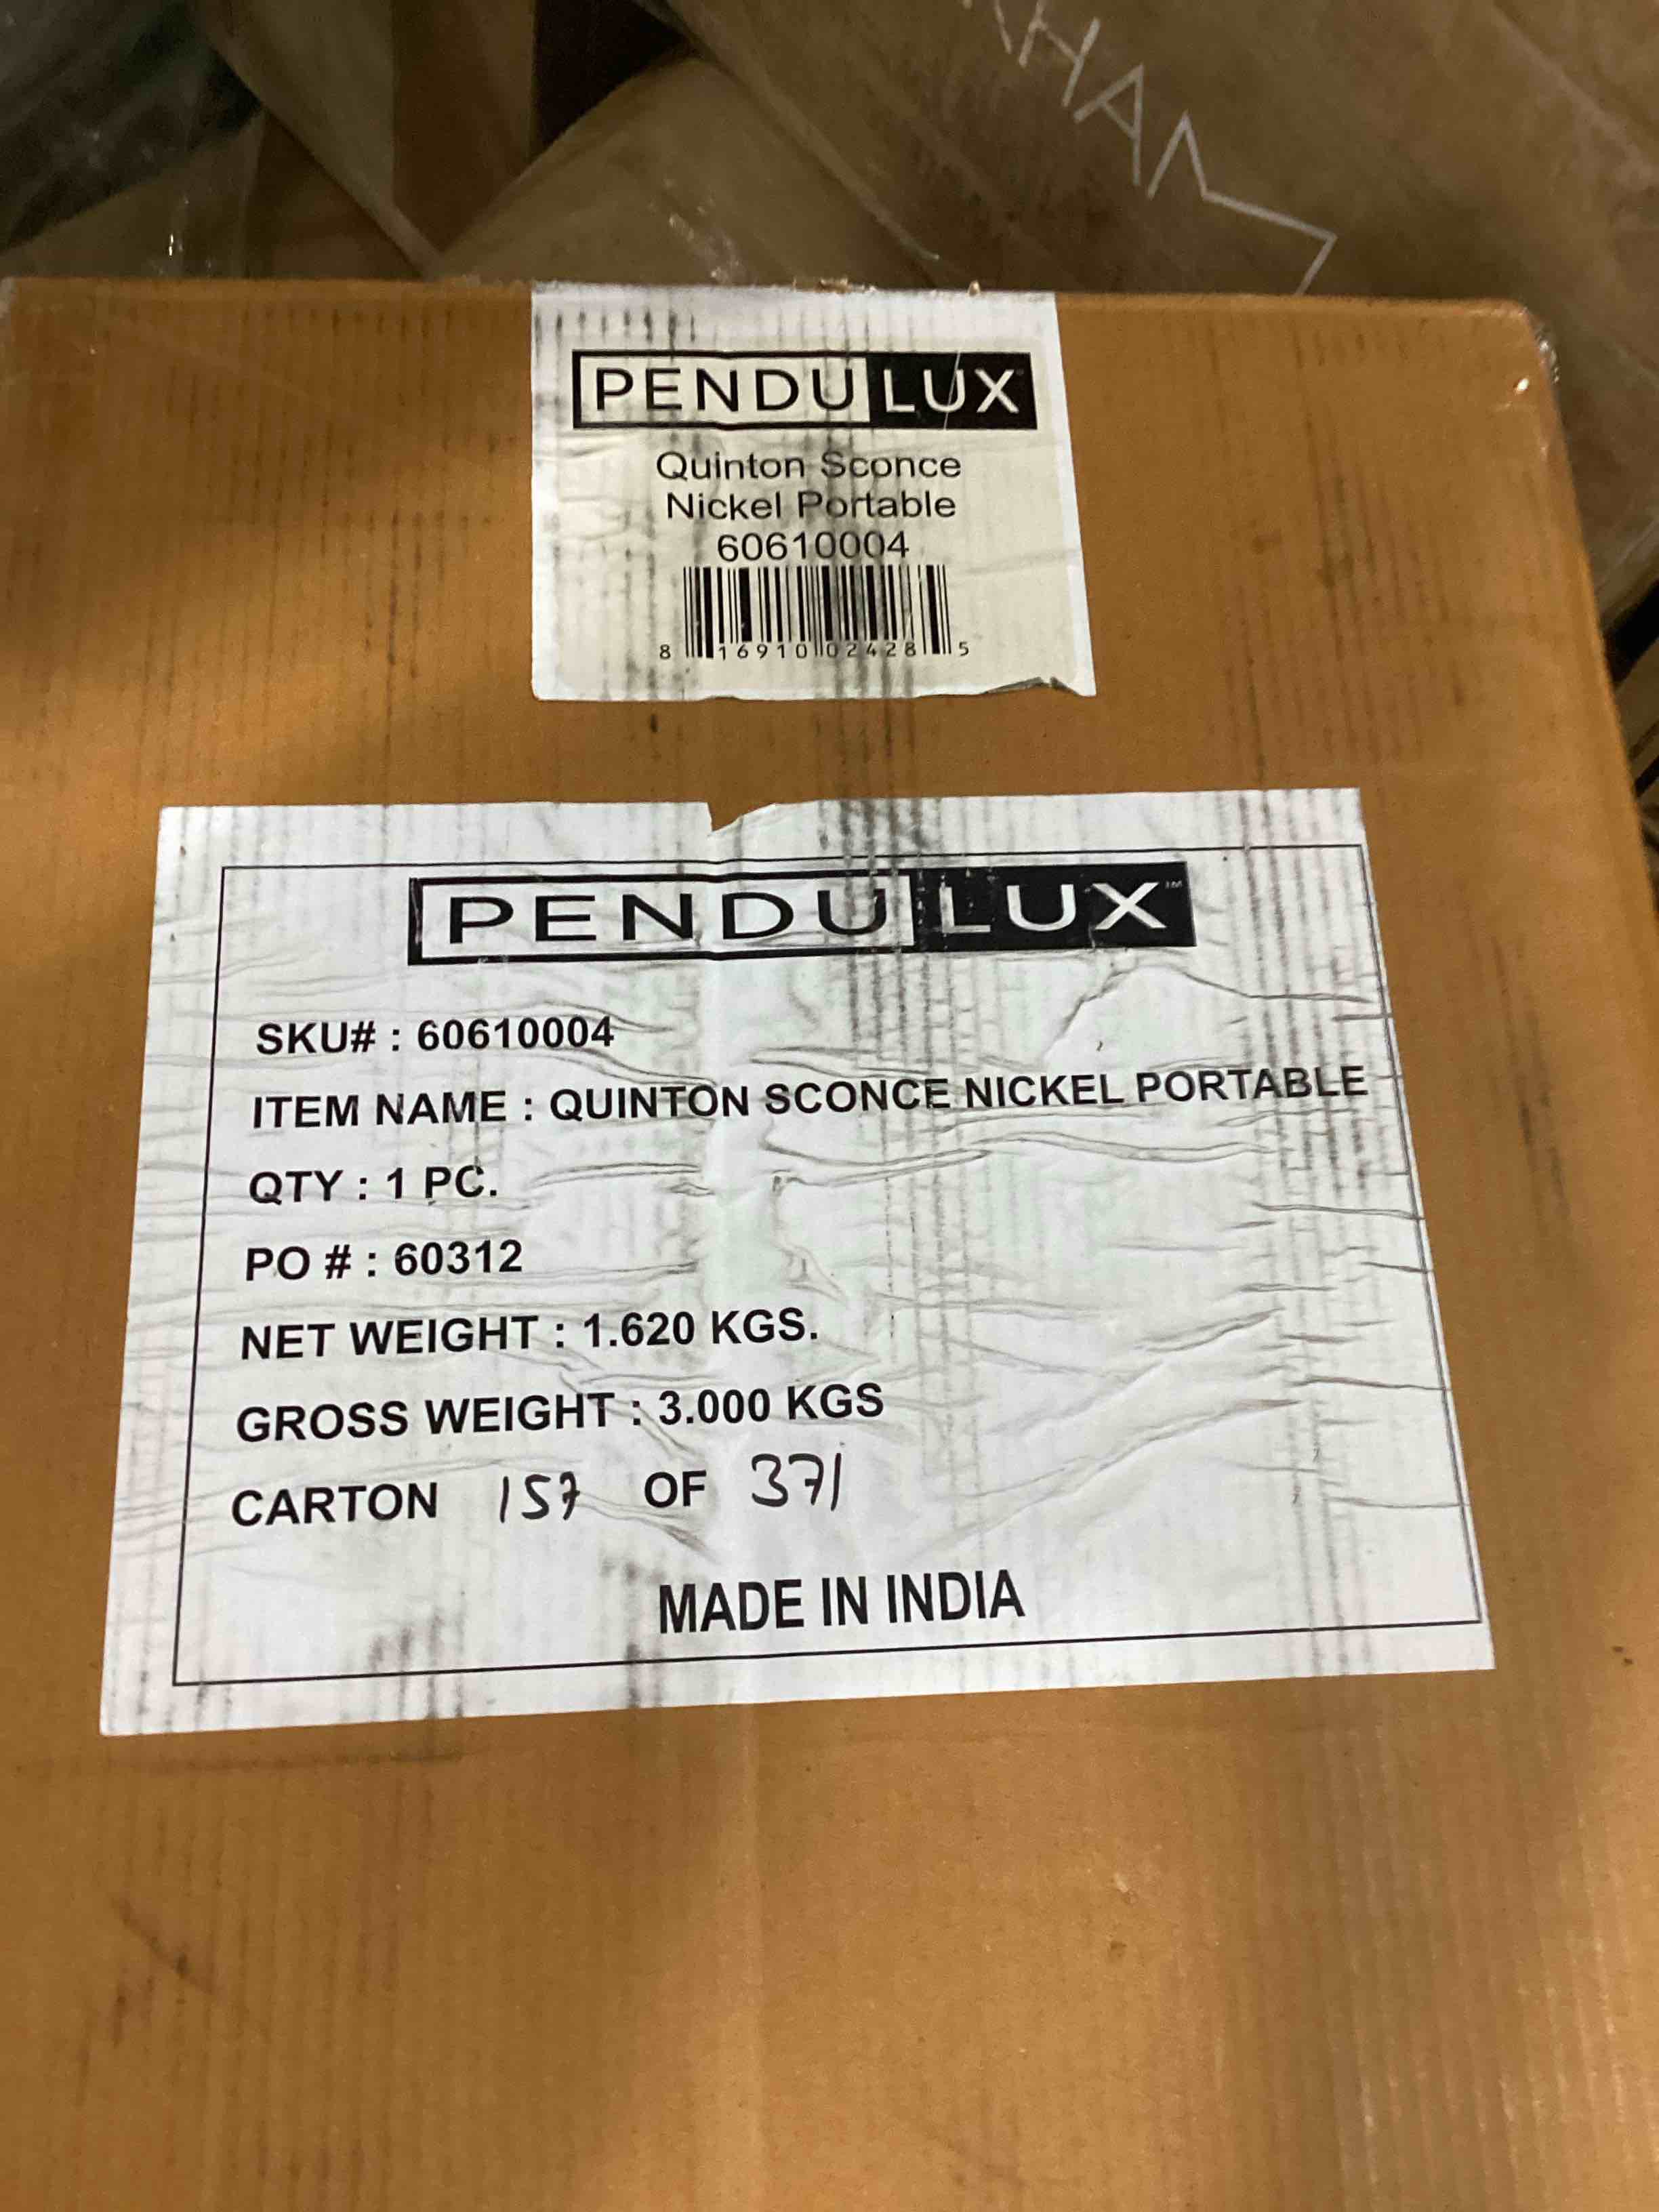 PENDULUX
Quinton Sconce
Nickel Portable
60610004
8 16910 02428 5
PENDULUX™
SKU# : 60610004
ITEM NAME : QUINTON SCONCE NICKEL PORTABLE
QTY : 1 PC.
PO # : 60312
NET WEIGHT : 1.620 KGS.
GROSS WEIGHT : 3.000 KGS
CARTON 157 OF 371
MADE IN INDIA